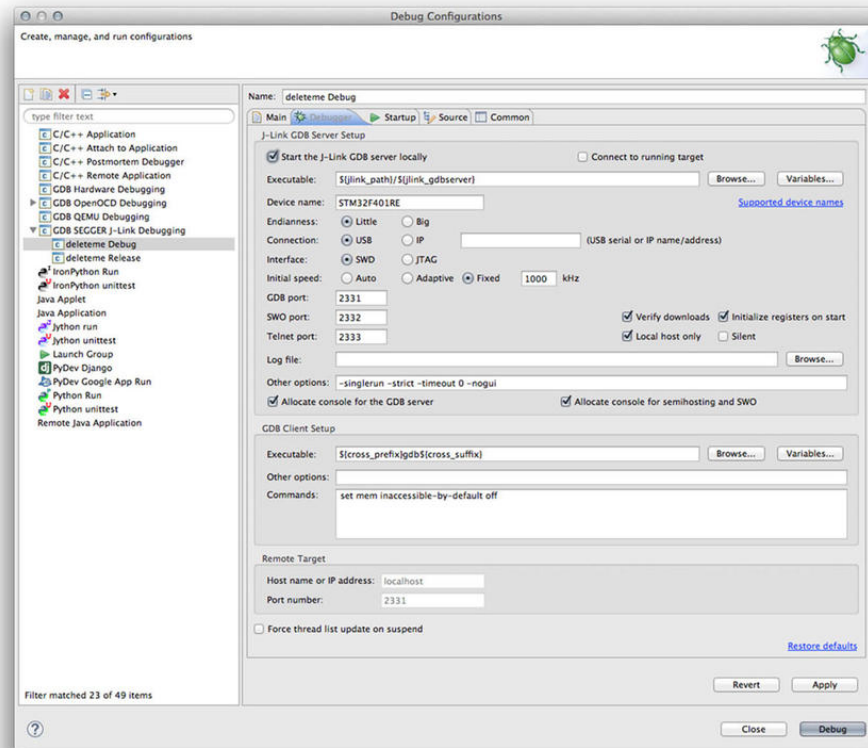 Debug Configurations
Create, manage, and run configurations
type filter text
C/C++ Application
C/C++ Attach to Application
C/C++ Postmortem Debugger
C/C++ Remote Application
GDB Hardware Debugging
GDB OpenOCD Debugging
GDB QEMU Debugging
GDB SEGGER J-Link Debugging
deleteme Debug
deleteme Release
IronPython Run
IronPython unittest
Java Applet
Java Application
Jython run
Jython unittest
Launch Group
PyDev Django
PyDev Google App Run
Python Run
Python unittest
Remote Java Application
Filter matched 23 of 49 items
Name: deleteme Debug
Main Debugger Startup Source Common
J-Link GDB Server Setup
Start the J-Link GDB server locally Connect to running target
Executable: ${jlink_path}/${jlink_gdbserver} Browse... Variables...
Device name: STM32F401RE Supported device names
Endianness: Little Big
Connection: USB IP (USB serial or IP name/address)
Interface: SWD JTAG
Initial speed: Auto Adaptive Fixed 1000 kHz
GDB port: 2331
SWO port: 2332 Verify downloads Initialize registers on start
Telnet port: 2333 Local host only Silent
Log file: Browse...
Other options: -singlerun -strict -timeout 0 -nogui
Allocate console for the GDB server Allocate console for semihosting and SWO
GDB Client Setup
Executable: ${cross_prefix}gdb${cross_suffix} Browse... Variables...
Other options:
Commands: set mem inaccessible-by-default off
Remote Target
Host name or IP address: localhost
Port number: 2331
Force thread list update on suspend
Restore defaults
Revert Apply
? Close Debug